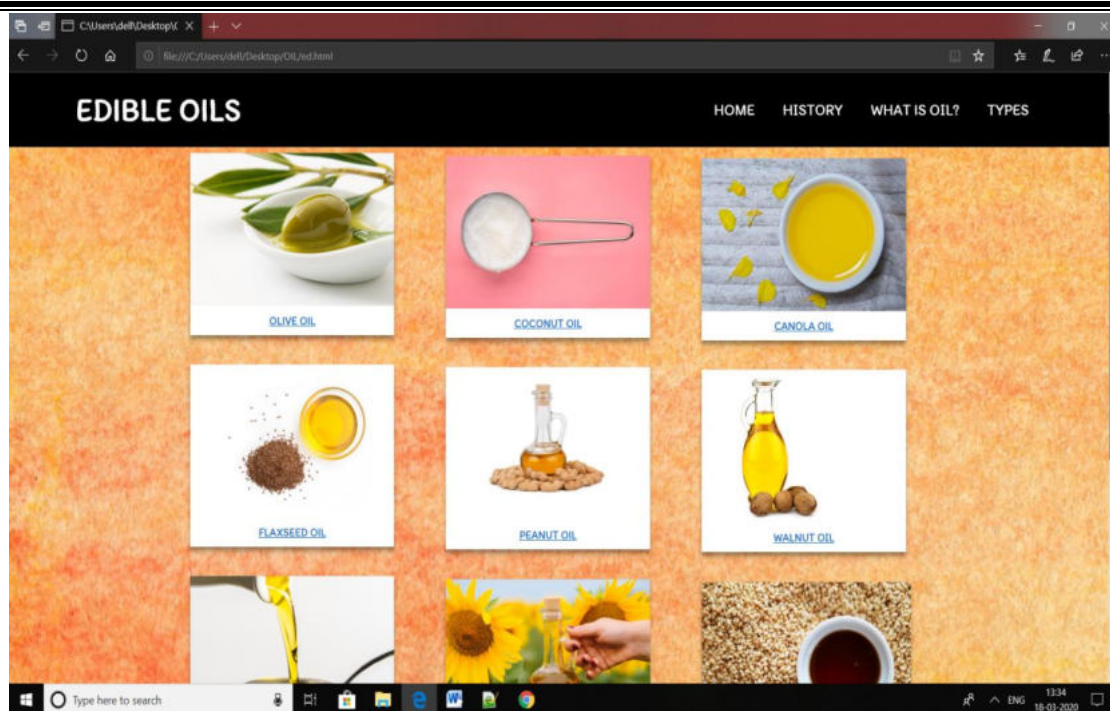 C:\Users\dell\Desktop\(
file:///C:/Users/dell/Desktop/OIL/ed.html
EDIBLE OILS
HOME HISTORY WHAT IS OIL? TYPES
OLIVE OIL
COCONUT OIL
CANOLA OIL
FLAXSEED OIL
PEANUT OIL
WALNUT OIL
Type here to search
ENG
13:34
18-03-2020